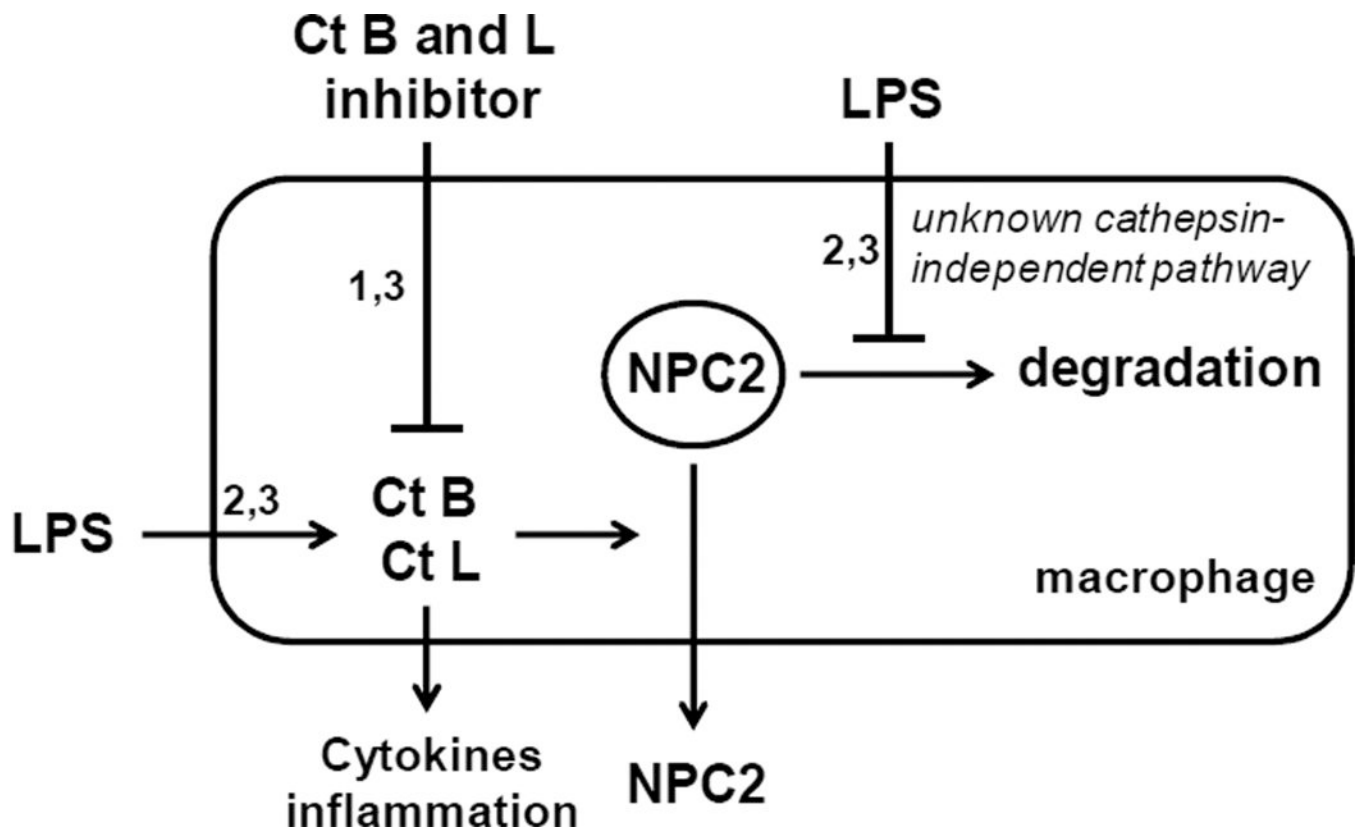 Ct B and L
inhibitor
LPS
unknown cathepsin-
independent pathway
2,3
1,3
NPC2
degradation
2,3
LPS
Ct B
Ct L
macrophage
Cytokines
inflammation
NPC2